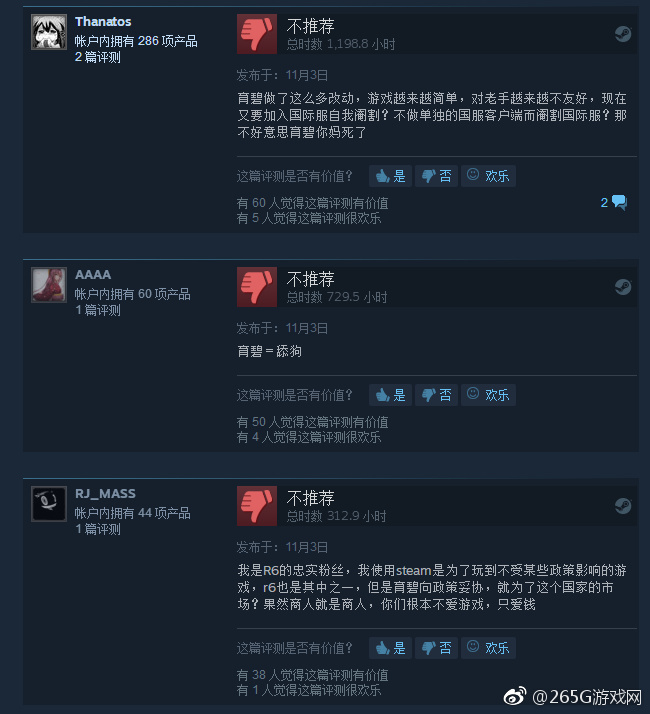 Thanatos
帐户内拥有 286 项产品
2 篇评测
不推荐
总时数 1,198.8 小时
发布于：11月3日
育碧做了这么多改动，游戏越来越简单，对老手越来越不友好，现在
又要加入国际服自我阉割？不做单独的国服客户端而阉割国际服？那
不好意思育碧你妈死了
这篇评测是否有价值？ 是 否 欢乐
有 60 人觉得这篇评测有价值
有 5 人觉得这篇评测很欢乐
2
AAAA
帐户内拥有 60 项产品
1 篇评测
不推荐
总时数 729.5 小时
发布于：11月3日
育碧＝舔狗
这篇评测是否有价值？ 是 否 欢乐
有 50 人觉得这篇评测有价值
有 4 人觉得这篇评测很欢乐
RJ_MASS
帐户内拥有 44 项产品
1 篇评测
不推荐
总时数 312.9 小时
发布于：11月3日
我是R6的忠实粉丝，我使用steam是为了玩到不受某些政策影响的游
戏，r6也是其中之一，但是育碧向政策妥协，就为了这个国家的市
场？果然商人就是商人，你们根本不爱游戏，只爱钱
这篇评测是否有价值？ 是 否 欢乐
有 38 人觉得这篇评测有价值
有 1 人觉得这篇评测很欢乐
@265G游戏网